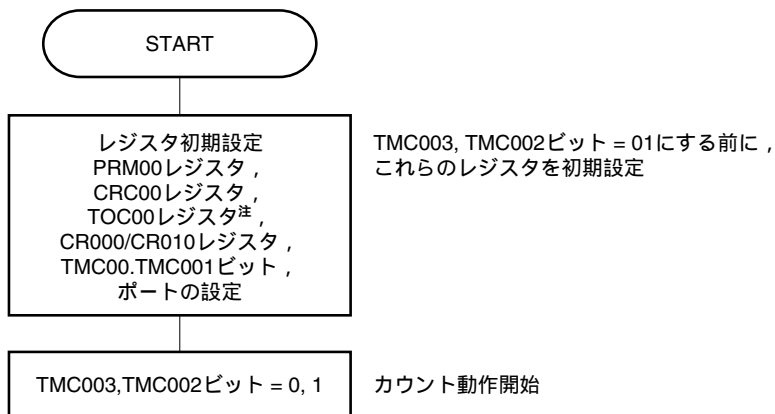 START
レジスタ初期設定
PRM00レジスタ，
CRC00レジスタ，
TOC00レジスタ注，
CR000/CR010レジスタ，
TMC00.TMC001ビット，
ポートの設定
TMC003, TMC002ビット = 01にする前に，
これらのレジスタを初期設定
TMC003,TMC002ビット = 0, 1
カウント動作開始